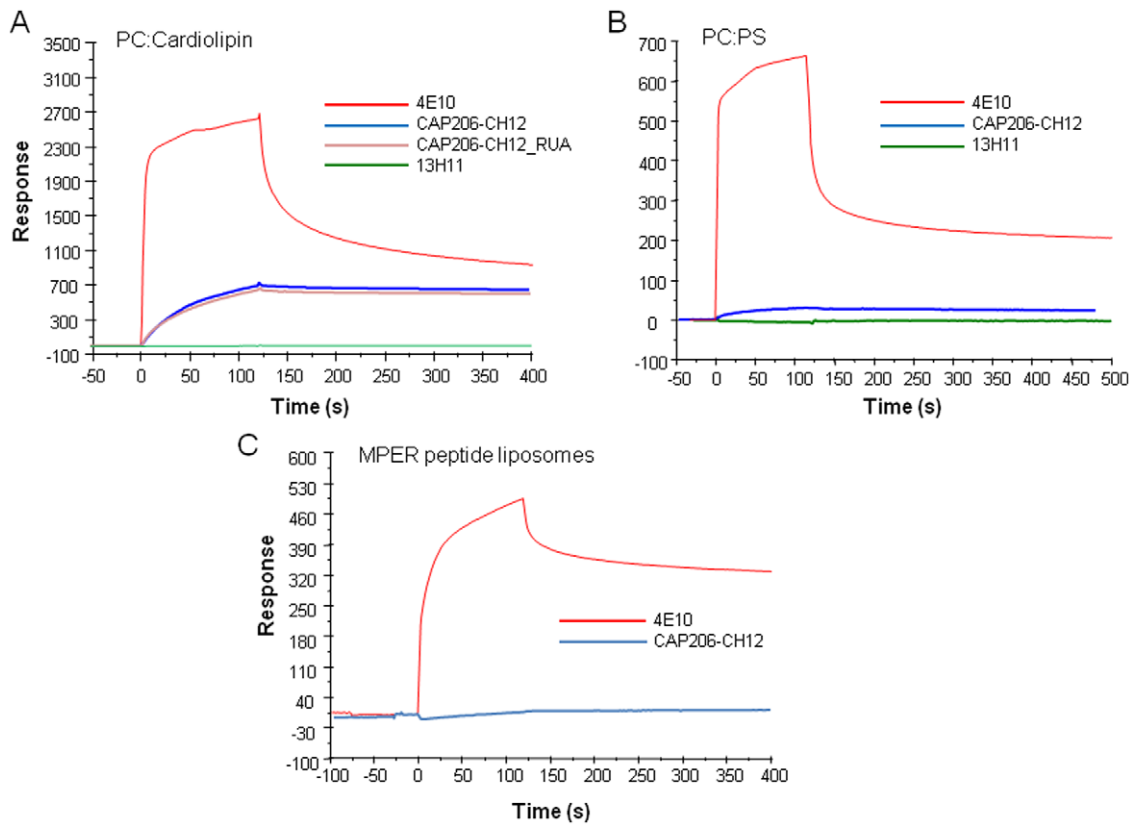 A
PC:Cardiolipin
3500
3100
2700
2300
1900
1500
1100
700
300
-100
Response
4E10
CAP206-CH12
CAP206-CH12_RUA
13H11
-50 0 50 100 150 200 250 300 350 400
Time (s)
B
PC:PS
700
600
500
400
300
200
100
0
-100
4E10
CAP206-CH12
13H11
-50 0 50 100 150 200 250 300 350 400 450 500
Time (s)
C
MPER peptide liposomes
600
530
460
390
320
250
180
110
40
-30
-100
Response
4E10
CAP206-CH12
-100 -50 0 50 100 150 200 250 300 350 400
Time (s)